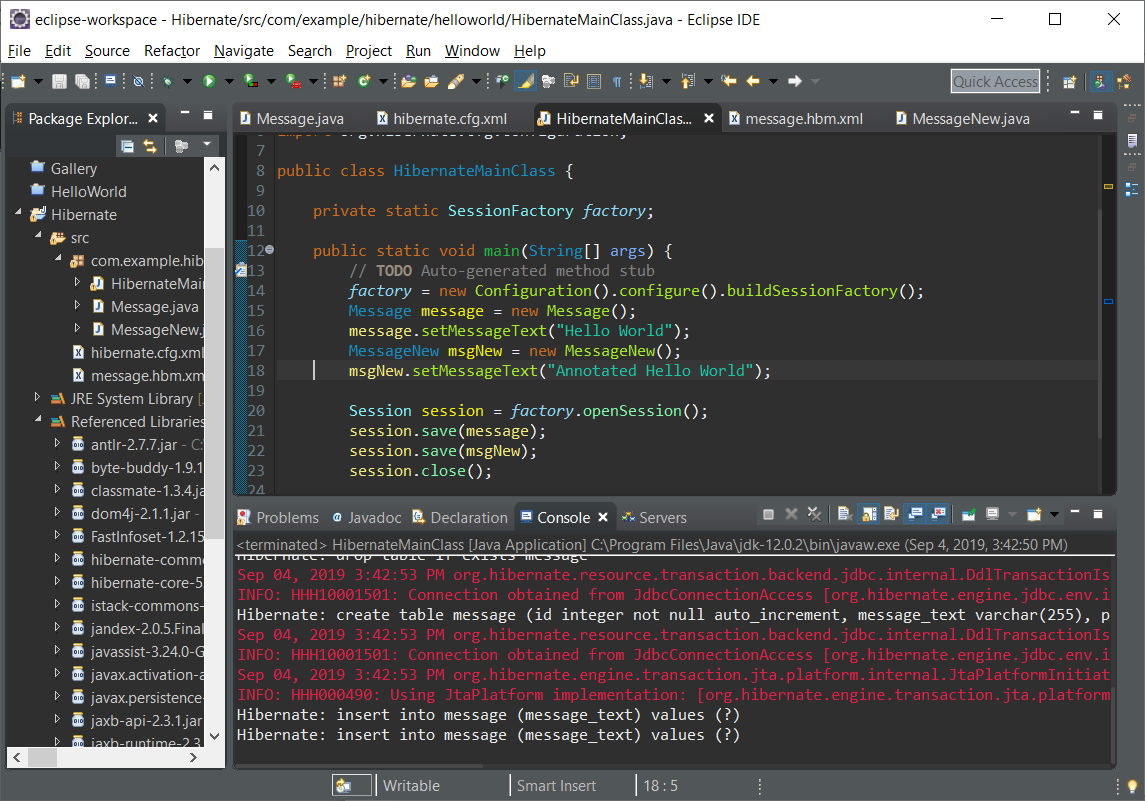 eclipse-workspace - Hibernate/src/com/example/hibernate/helloworld/HibernateMainClass.java - Eclipse IDE
File Edit Source Refactor Navigate Search Project Run Window Help
Quick Access
Package Explor...
Gallery
HelloWorld
Hibernate
src
com.example.hib
HibernateMai
Message.java
MessageNew.j
hibernate.cfg.xml
message.hbm.xm
JRE System Library [
Referenced Libraries
antlr-2.7.7.jar - C:
byte-buddy-1.9.1
classmate-1.3.4.ja
dom4j-2.1.1.jar -
FastInfoset-1.2.15
hibernate-comm
hibernate-core-5
istack-commons-
jandex-2.0.5.Final
javassist-3.24.0-G
javax.activation-a
javax.persistence-
jaxb-api-2.3.1.jar
jaxb-runtime-2.3
Message.java hibernate.cfg.xml HibernateMainClass... message.hbm.xml MessageNew.java
7
8 public class HibernateMainClass {
9
10 private static SessionFactory factory;
11
12 public static void main(String[] args) {
13 // TODO Auto-generated method stub
14 factory = new Configuration().configure().buildSessionFactory();
15 Message message = new Message();
16 message.setMessageText("Hello World");
17 MessageNew msgNew = new MessageNew();
18 msgNew.setMessageText("Annotated Hello World");
19
20 Session session = factory.openSession();
21 session.save(message);
22 session.save(msgNew);
23 session.close();
24
Problems Javadoc Declaration Console Servers
<terminated> HibernateMainClass [Java Application] C:\Program Files\Java\jdk-12.0.2\bin\javaw.exe (Sep 4, 2019, 3:42:50 PM)
Hibernate: drop table if exists message
Sep 04, 2019 3:42:53 PM org.hibernate.resource.transaction.backend.jdbc.internal.DdlTransactionIs
INFO: HHH10001501: Connection obtained from JdbcConnectionAccess [org.hibernate.engine.jdbc.env.i
Hibernate: create table message (id integer not null auto_increment, message_text varchar(255), p
Sep 04, 2019 3:42:53 PM org.hibernate.resource.transaction.backend.jdbc.internal.DdlTransactionIs
INFO: HHH10001501: Connection obtained from JdbcConnectionAccess [org.hibernate.engine.jdbc.env.i
Sep 04, 2019 3:42:53 PM org.hibernate.engine.transaction.jta.platform.internal.JtaPlatformInitiat
INFO: HHH000490: Using JtaPlatform implementation: [org.hibernate.engine.transaction.jta.platform
Hibernate: insert into message (message_text) values (?)
Hibernate: insert into message (message_text) values (?)
Writable Smart Insert 18 : 5